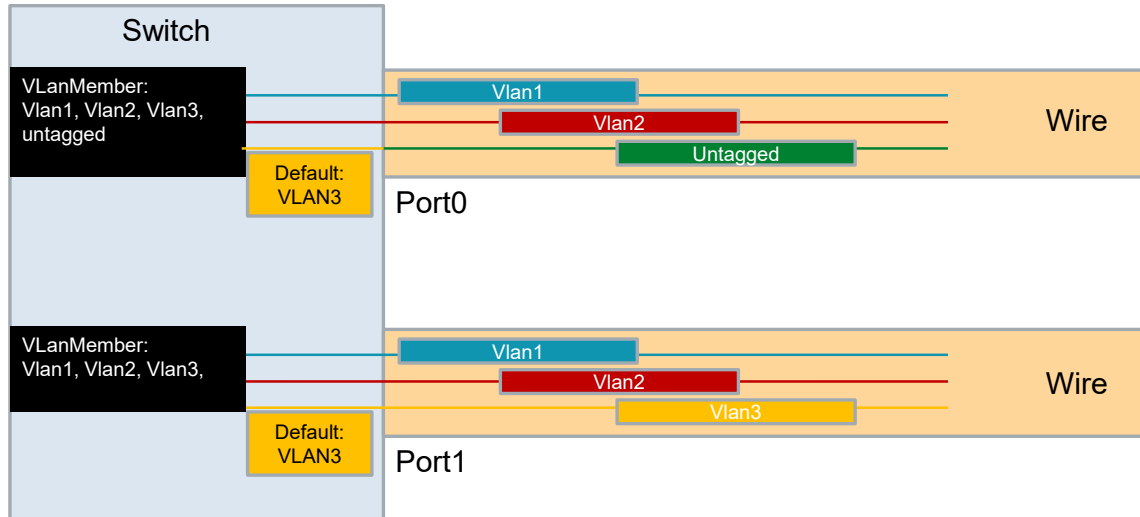 Switch
VLanMember:
Vlan1, Vlan2, Vlan3,
untagged
Vlan1
Vlan2
Untagged
Wire
Default:
VLAN3
Port0
VLanMember:
Vlan1, Vlan2, Vlan3,
Vlan1
Vlan2
Vlan3
Wire
Default:
VLAN3
Port1